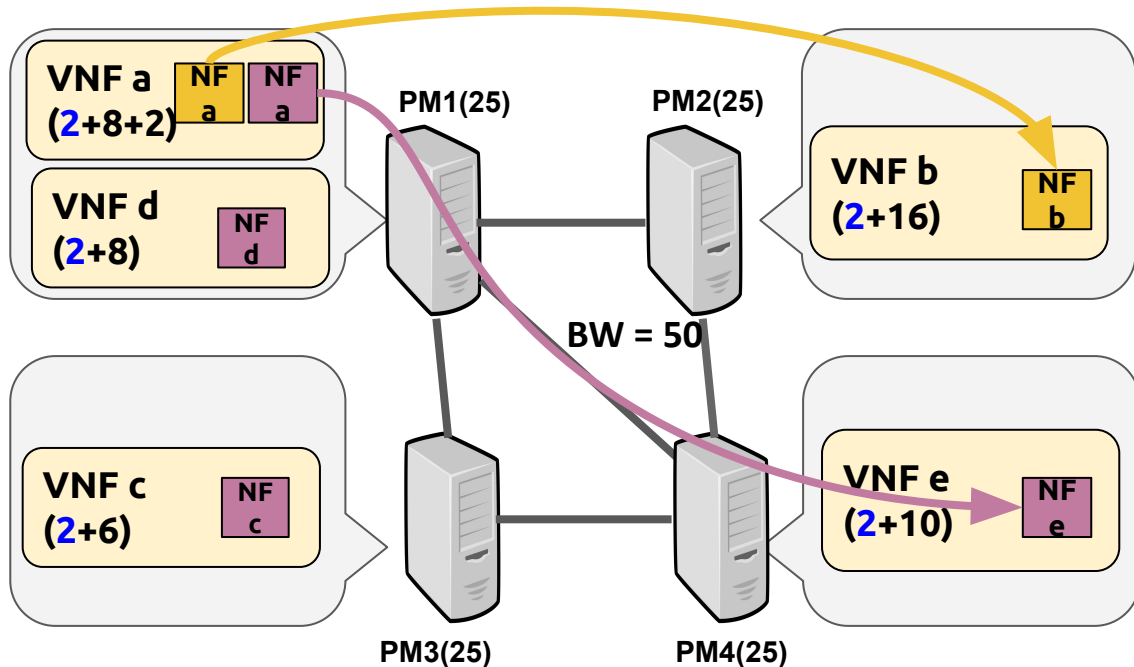 VNF a
(2+8+2)
NF
a
NF
a
VNF d
(2+8)
NF
d
PM1(25)
PM2(25)
VNF b
(2+16)
NF
b
BW = 50
VNF c
(2+6)
NF
c
VNF e
(2+10)
NF
e
PM3(25)
PM4(25)